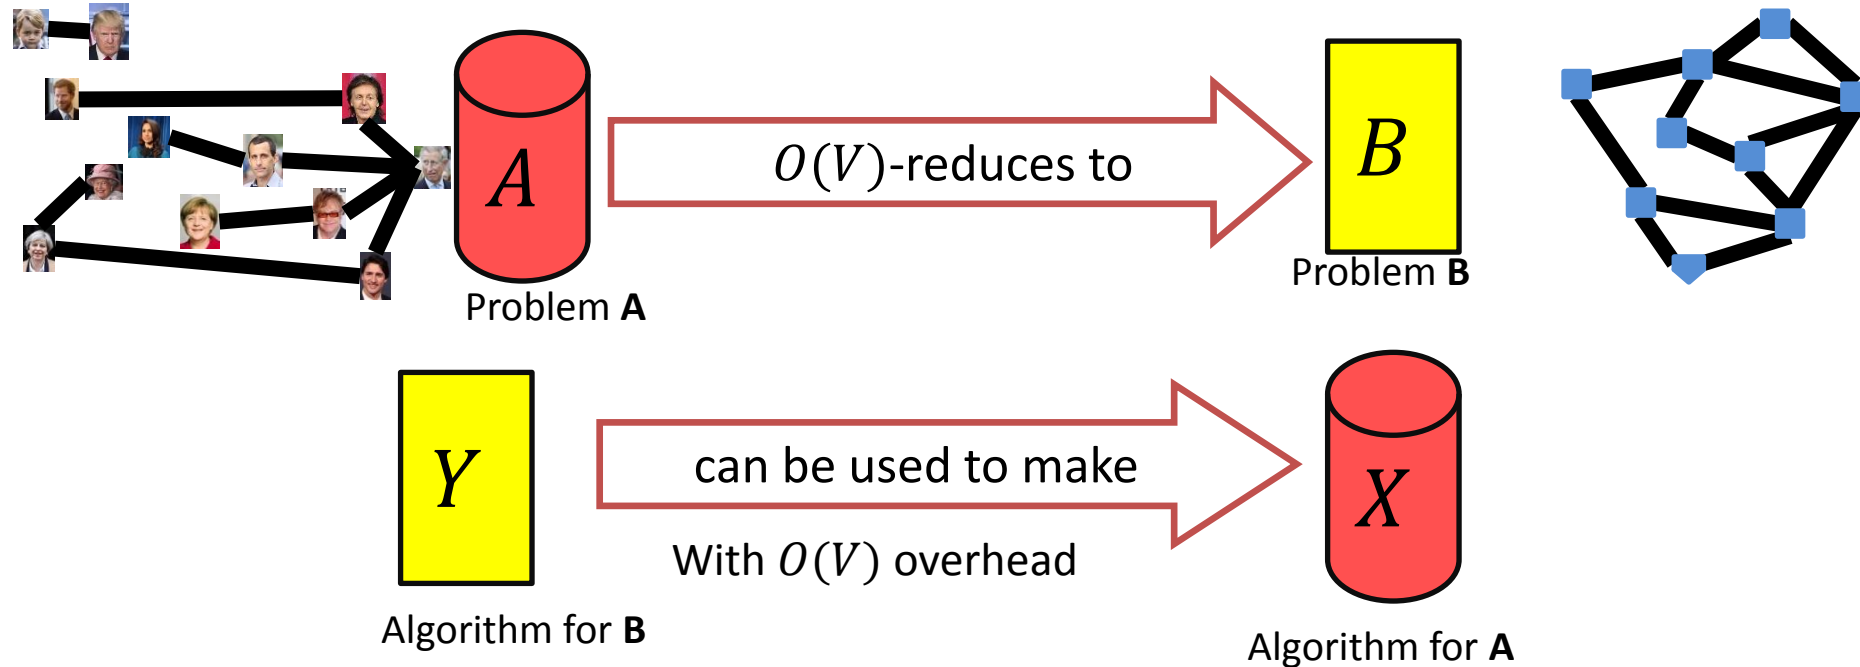 A
O(V)-reduces to
B
Problem A
Problem B
Y
can be used to make
X
With O(V) overhead
Algorithm for B
Algorithm for A